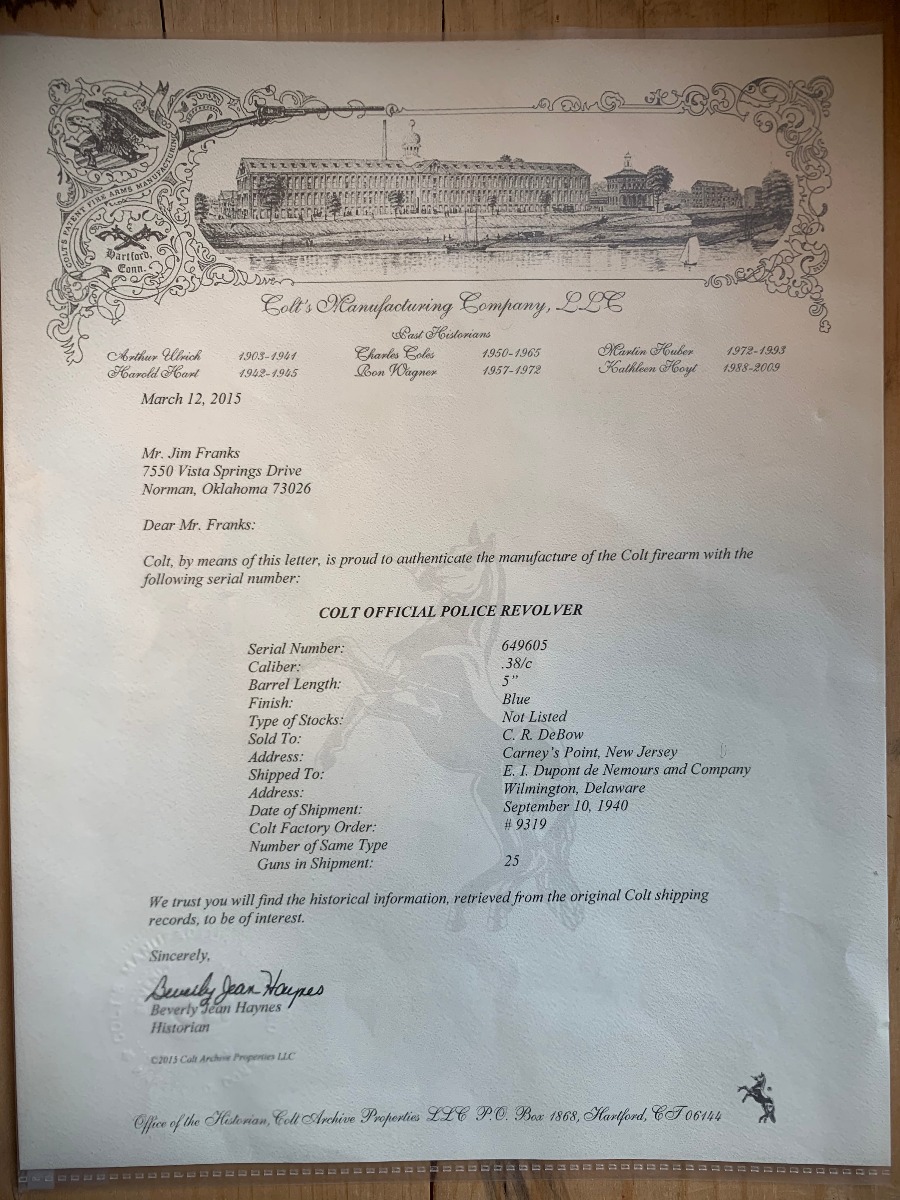 COLT'S PATENT FIRE ARMS MANUFACTURING
Hartford,
Conn.
Colt's Manufacturing Company, LLC
Past Historians
Arthur Ulrich 1903-1941 Charles Coles 1950-1965 Martin Huber 1972-1993
Harold Hart 1942-1945 Ron Wagner 1957-1972 Kathleen Hoyt 1988-2009
March 12, 2015
Mr. Jim Franks
7550 Vista Springs Drive
Norman, Oklahoma 73026
Dear Mr. Franks:
Colt, by means of this letter, is proud to authenticate the manufacture of the Colt firearm with the
following serial number:
COLT OFFICIAL POLICE REVOLVER
Serial Number: 649605
Caliber: .38/c
Barrel Length: 5”
Finish: Blue
Type of Stocks: Not Listed
Sold To: C. R. DeBow
Address: Carney's Point, New Jersey
Shipped To: E. I. Dupont de Nemours and Company
Address: Wilmington, Delaware
Date of Shipment: September 10, 1940
Colt Factory Order: # 9319
Number of Same Type
Guns in Shipment: 25
We trust you will find the historical information, retrieved from the original Colt shipping
records, to be of interest.
Sincerely,
Beverly Jean Haynes
Beverly Jean Haynes
Historian
©2015 Colt Archive Properties LLC
Office of the Historian, Colt Archive Properties LLC P.O. Box 1868, Hartford, CT 06144